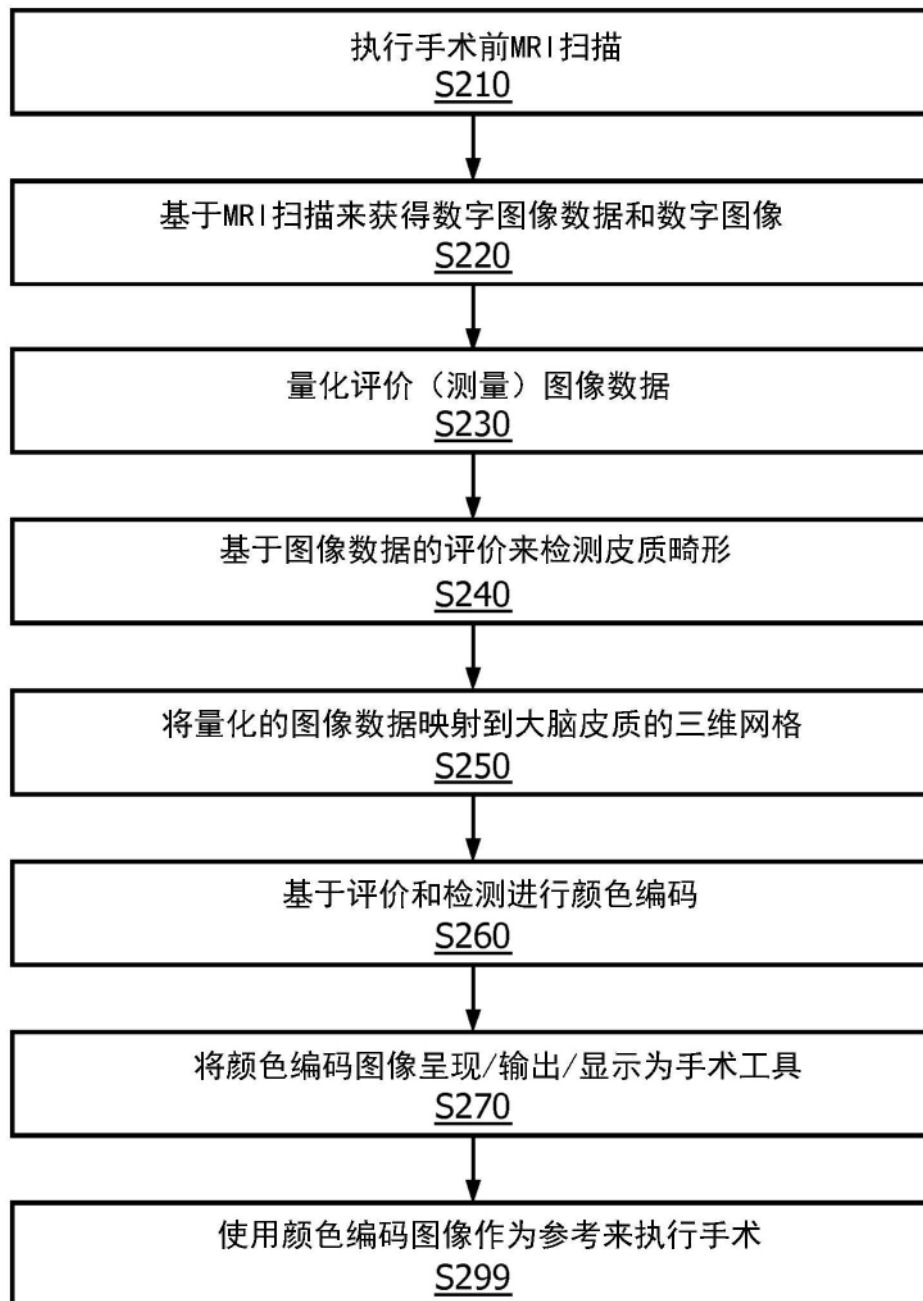 执行手术前MRI扫描
S210
基于MRI扫描来获得数字图像数据和数字图像
S220
量化评价（测量）图像数据
S230
基于图像数据的评价来检测皮质畸形
S240
将量化的图像数据映射到大脑皮质的三维网格
S250
基于评价和检测进行颜色编码
S260
将颜色编码图像呈现/输出/显示为手术工具
S270
使用颜色编码图像作为参考来执行手术
S299